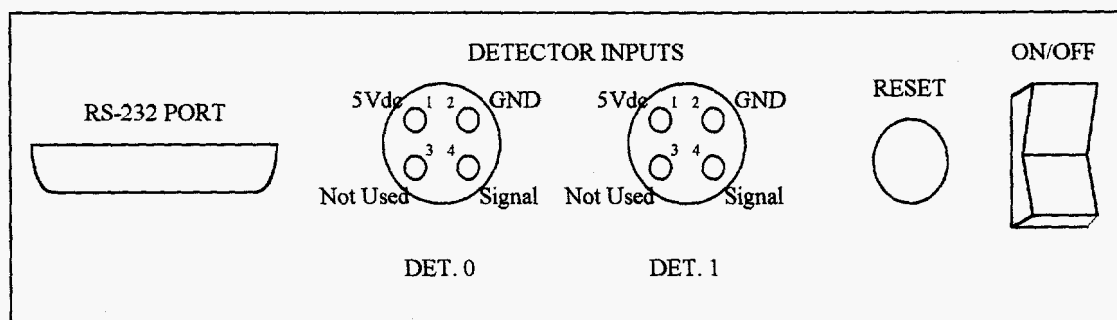 DETECTOR INPUTS
ON/OFF
RS-232 PORT
5Vdc 1 2 GND
3 4
Not Used Signal
DET. 0
5Vdc 1 2 GND
3 4
Not Used Signal
DET. 1
RESET